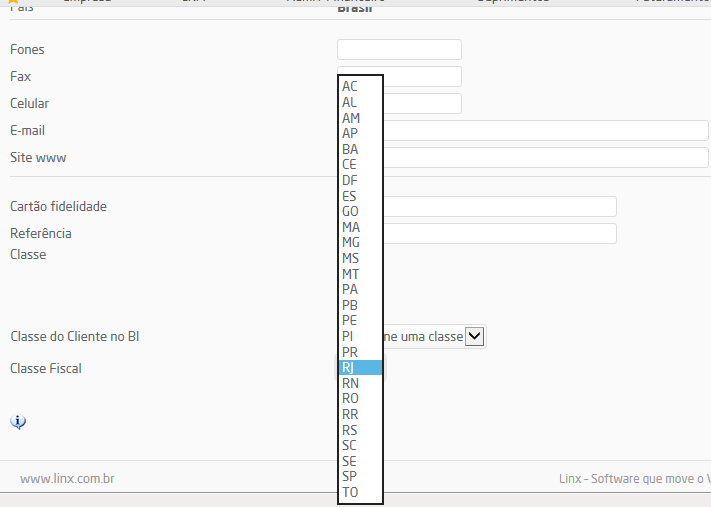 País Brasil
Fones
Fax
Celular
E-mail
Site www
Cartão fidelidade
Referência
Classe
Classe do Cliente no BI ne uma classe
Classe Fiscal
AC
AL
AM
AP
BA
CE
DF
ES
GO
MA
MG
MS
MT
PA
PB
PE
PI
PR
RJ
RN
RO
RR
RS
SC
SE
SP
TO
www.linx.com.br Linx - Software que move o V